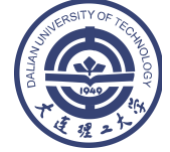 DALIAN UNIVERSITY OF TECHNOLOGY
1949
大连理工大学